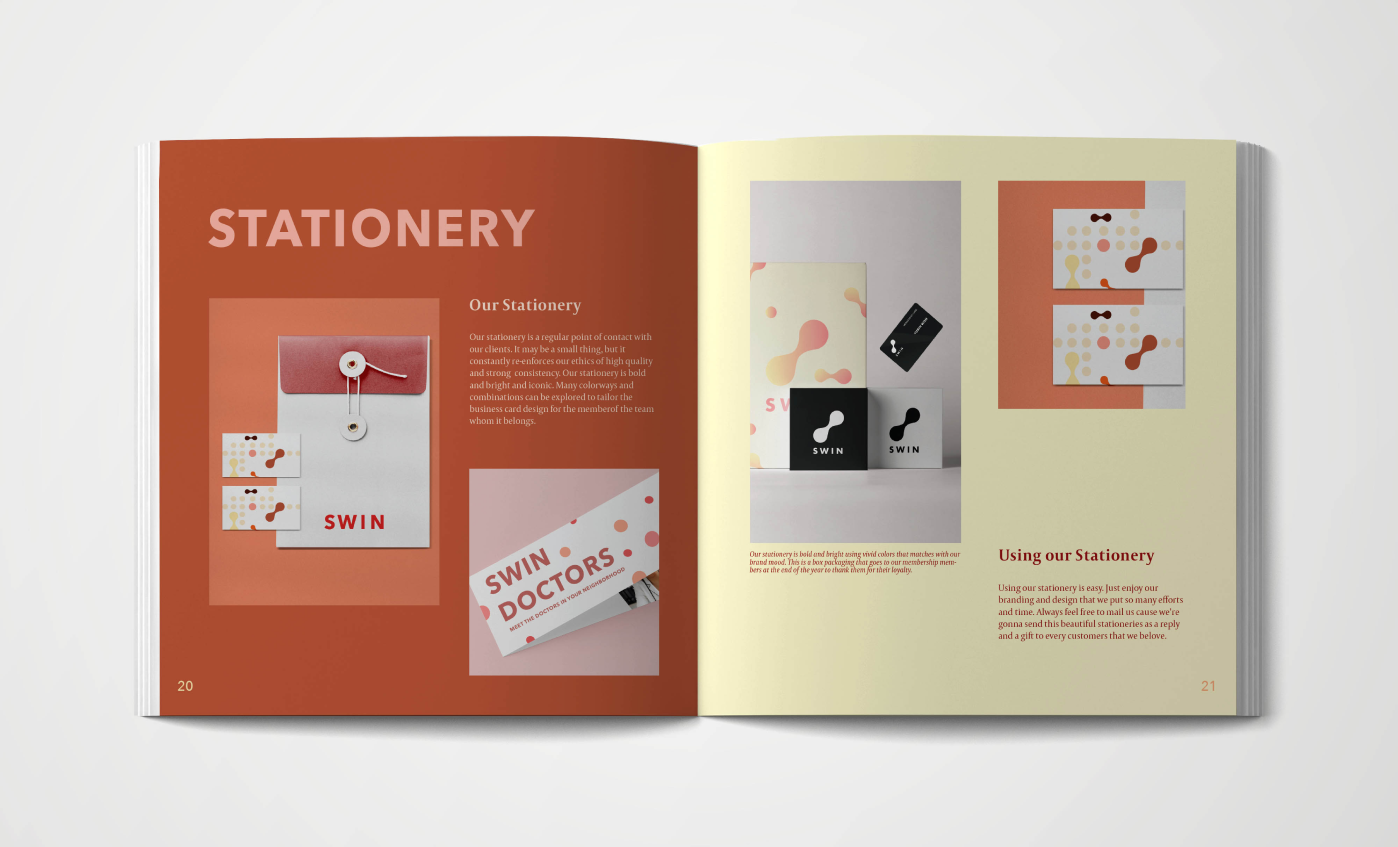 STATIONERY
Our Stationery
Our stationery is a regular point of contact with
our clients. It may be a small thing, but it
constantly re-enforces our ethics of high quality
and strong consistency. Our stationery is bold
and bright and iconic. Many colorways and
combinations can be explored to tailor the
business card design for the memberof the team
whom it belongs.
SWIN
SWIN
DOCTORS
MEET THE DOCTORS IN YOUR NEIGHBORHOOD
20
SW
SWIN
SWIN
SWIN
Our stationery is bold and bright using vivid colors that matches with our
brand mood. This is a box packaging that goes to our membership mem-
bers at the end of the year to thank them for their loyalty.
Using our Stationery
Using our stationery is easy. Just enjoy our
branding and design that we put so many efforts
and time. Always feel free to mail us cause we're
gonna send this beautiful stationeries as a reply
and a gift to every customers that we belove.
21